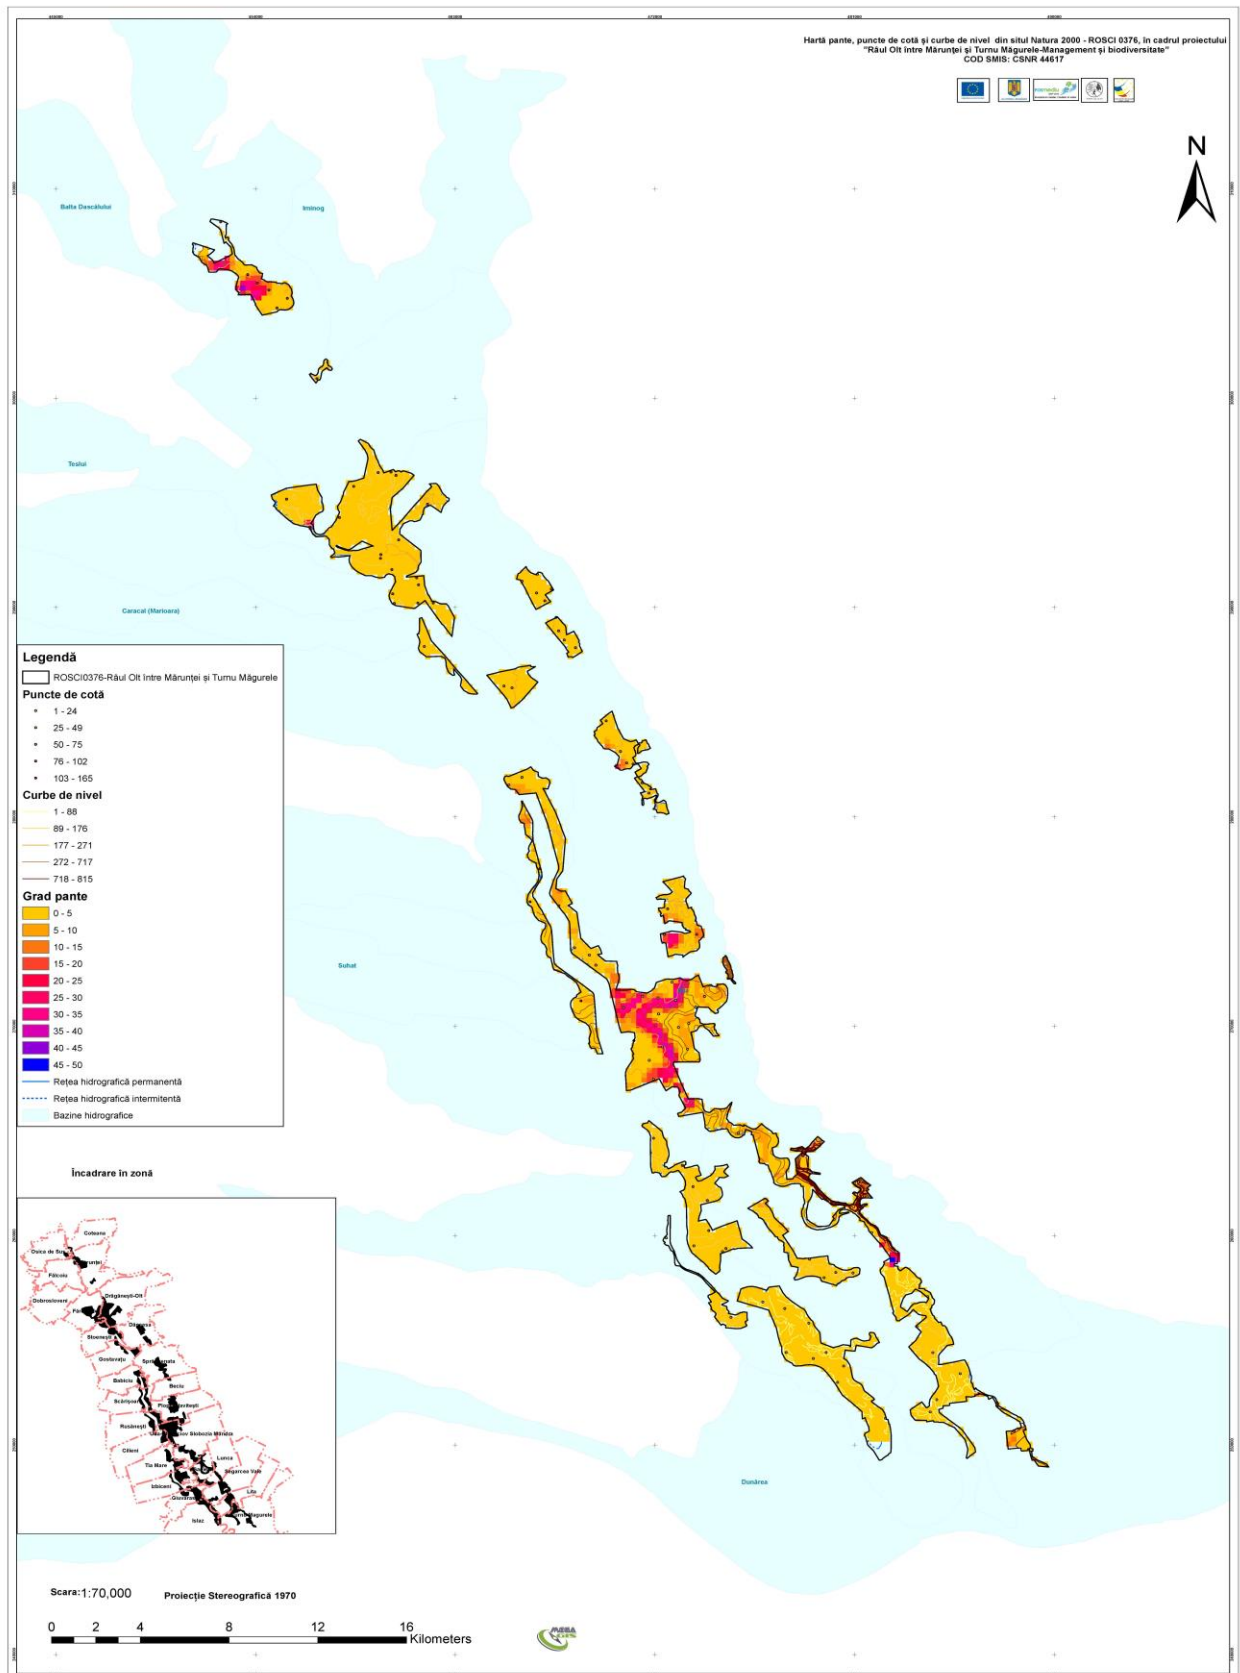 Hartă pante, puncte de cotă și curbe de nivel din situl Natura 2000 - ROSCI 0376, în cadrul proiectului
"Râul Olt între Mărunței și Turnu Măgurele-Management și biodiversitate"
COD SMIS: CSNR 44617
N
Balta Dascălului
Iminog
Teslui
Caracal (Marioara)
Suhat
Dunărea
Legendă
ROSCI0376-Râul Olt între Mărunței și Turnu Măgurele
Puncte de cotă
1 - 24
25 - 49
50 - 75
76 - 102
103 - 165
Curbe de nivel
1 - 88
89 - 176
177 - 271
272 - 717
718 - 815
Grad pante
0 - 5
5 - 10
10 - 15
15 - 20
20 - 25
25 - 30
30 - 35
35 - 40
40 - 45
45 - 50
Rețea hidrografică permanentă
Rețea hidrografică intermitentă
Bazine hidrografice
Încadrare în zonă
Coteana
Fălcoiu
Dobrosloveni
Drăgănești-Olt
Stoenești
Gostavățu
Babiciu
Beciu
Rusănești
Cilieni
Tia Mare
Lunca
Segarcea Vale
Izbiceni
Lița
Islaz
Scara:1:70,000
Proiecție Stereografică 1970
0 2 4 8 12 16
Kilometers
MEGA
GIS